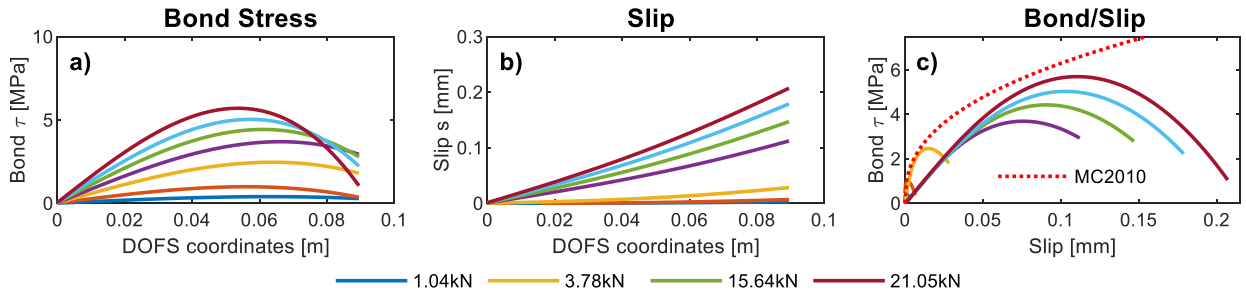 Bond Stress
Slip
Bond/Slip
a)
b)
c)
Bond τ [MPa]
10
5
0
0
0.02
0.04
0.06
0.08
0.1
DOFS coordinates [m]
Slip s [mm]
0.3
0.2
0.1
0
0
0.02
0.04
0.06
0.08
0.1
DOFS coordinates [m]
Bond τ [MPa]
6
4
2
0
0
0.05
0.1
0.15
0.2
Slip [mm]
MC2010
1.04kN
3.78kN
15.64kN
21.05kN